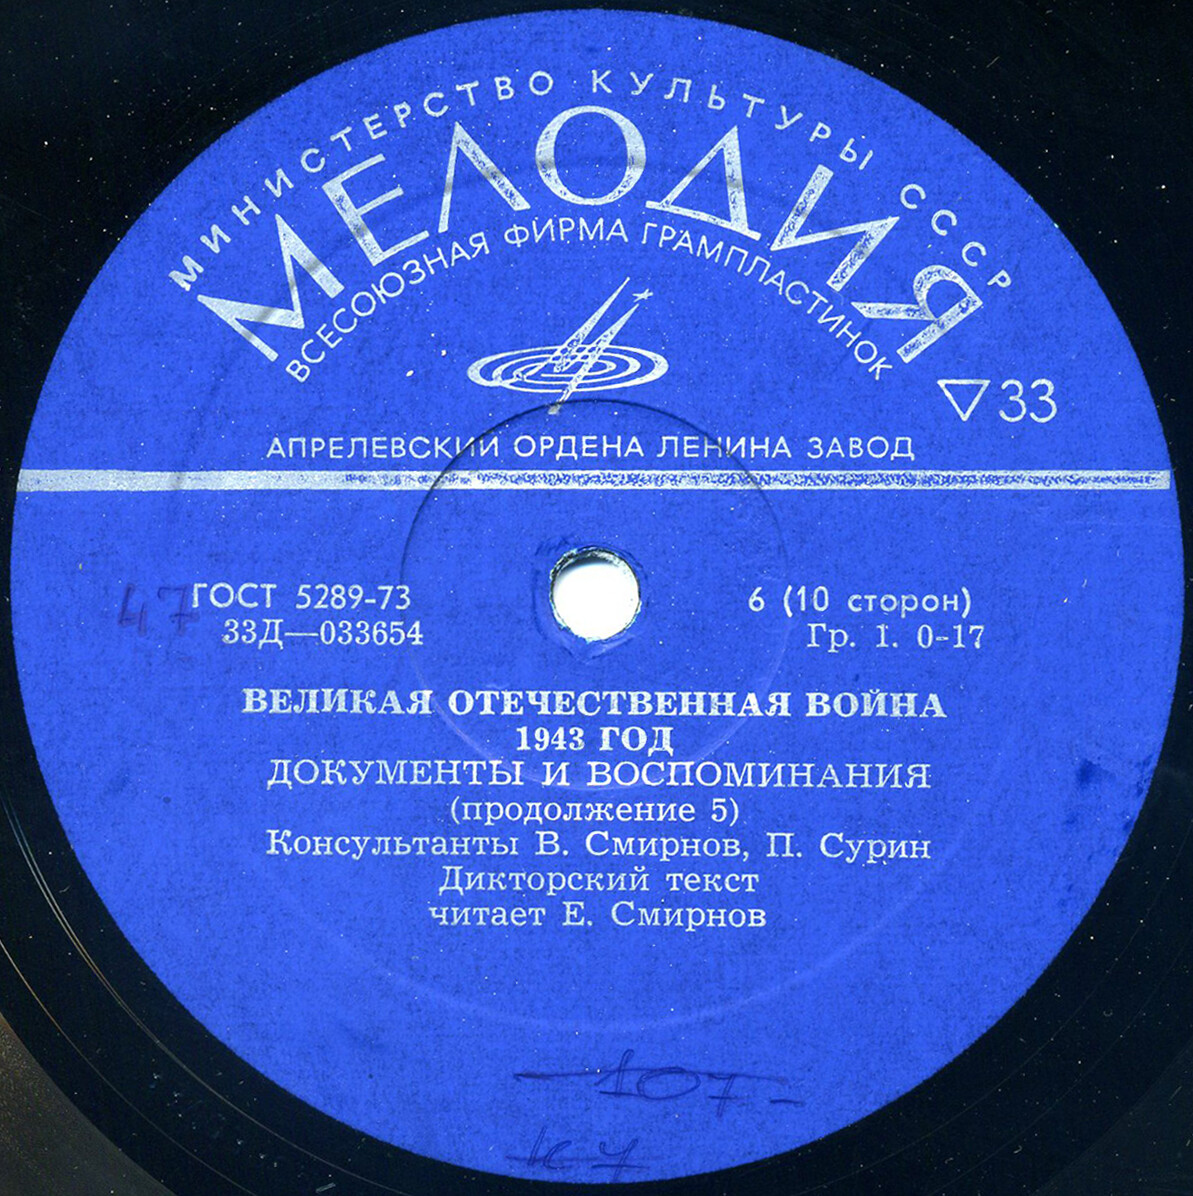 МИНИСТЕРСТВО КУЛЬТУРЫ СССР
МЕЛОДИЯ
ВСЕСОЮЗНАЯ ФИРМА ГРАМПЛАСТИНОК
▽33
АПРЕЛЕВСКИЙ ОРДЕНА ЛЕНИНА ЗАВОД
47
ГОСТ 5289-73
33Д—033654
6 (10 сторон)
Гр. 1. 0-17
ВЕЛИКАЯ ОТЕЧЕСТВЕННАЯ ВОЙНА
1943 ГОД
ДОКУМЕНТЫ И ВОСПОМИНАНИЯ
(продолжение 5)
Консультанты В. Смирнов, П. Сурин
Дикторский текст
читает Е. Смирнов
—107—